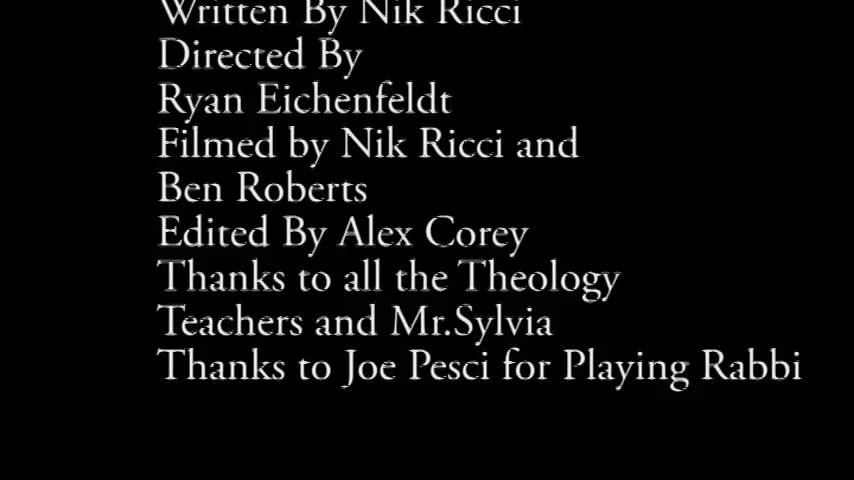 Written By Nik Ricci
Directed By
Ryan Eichenfeldt
Filmed by Nik Ricci and
Ben Roberts
Edited By Alex Corey
Thanks to all the Theology
Teachers and Mr.Sylvia
Thanks to Joe Pesci for Playing Rabbi